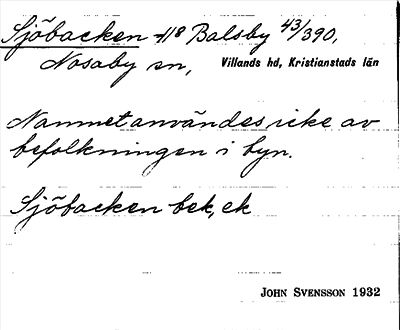 Sjöbacken 418 Balsby 43/390,
Nosaby sn, Villands hd, Kristianstads län
Namnet användes icke av
befolkningen i byn.
Sjöbacken bek, ek
JOHN SVENSSON 1932